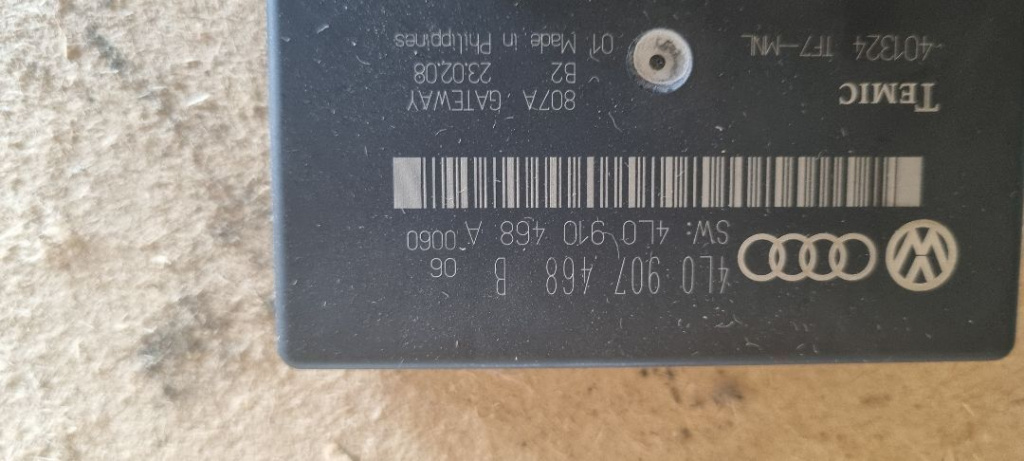 4L0 907 468 B 06
SW: 4L0 910 468 A 0060
TEMIC
807A GATEWAY
B2 23.02.08
401324 TF7-MNL
01 Made in Philippines